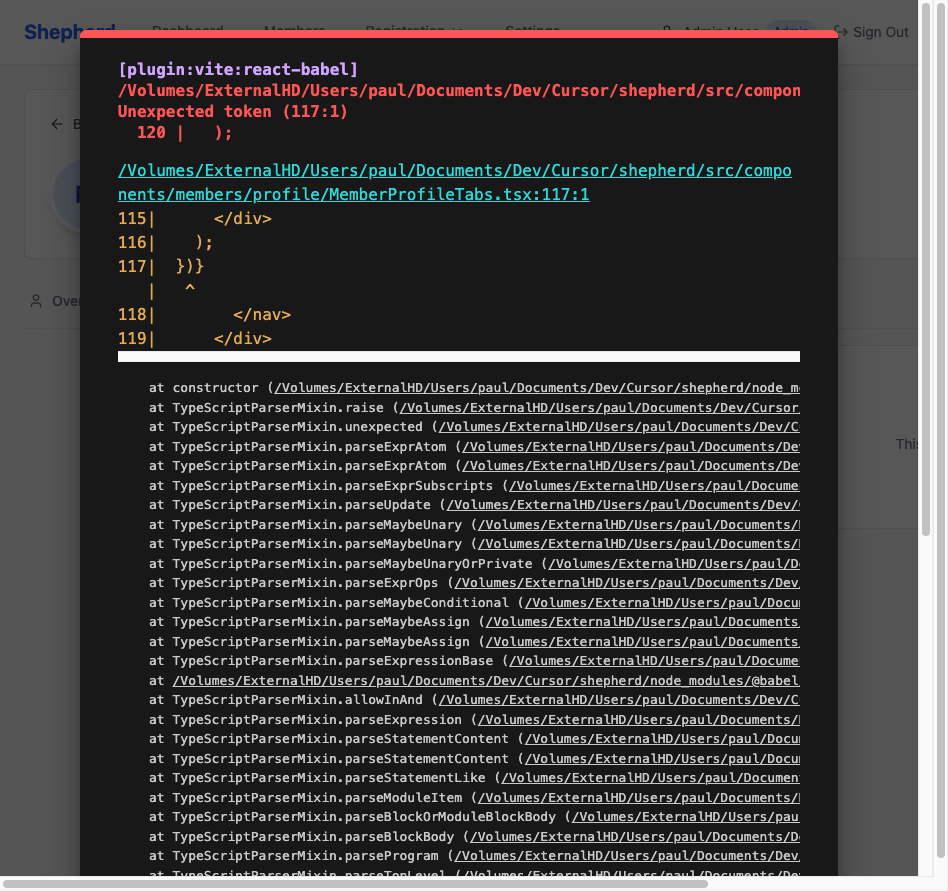 Shepherd Dashboard Members Registration Settings Admin User Admin Sign Out
[plugin:vite:react-babel]
/Volumes/ExternalHD/Users/paul/Documents/Dev/Cursor/shepherd/src/compon
Unexpected token (117:1)
120 | );
/Volumes/ExternalHD/Users/paul/Documents/Dev/Cursor/shepherd/src/compo
nents/members/profile/MemberProfileTabs.tsx:117:1
115| </div>
116| );
117| })}
| ^
118| </nav>
119| </div>
Over
This
at constructor (/Volumes/ExternalHD/Users/paul/Documents/Dev/Cursor/shepherd/node_m
at TypeScriptParserMixin.raise (/Volumes/ExternalHD/Users/paul/Documents/Dev/Cursor
at TypeScriptParserMixin.unexpected (/Volumes/ExternalHD/Users/paul/Documents/Dev/C
at TypeScriptParserMixin.parseExprAtom (/Volumes/ExternalHD/Users/paul/Documents/De
at TypeScriptParserMixin.parseExprAtom (/Volumes/ExternalHD/Users/paul/Documents/De
at TypeScriptParserMixin.parseExprSubscripts (/Volumes/ExternalHD/Users/paul/Docume
at TypeScriptParserMixin.parseUpdate (/Volumes/ExternalHD/Users/paul/Documents/Dev/
at TypeScriptParserMixin.parseMaybeUnary (/Volumes/ExternalHD/Users/paul/Documents/
at TypeScriptParserMixin.parseMaybeUnary (/Volumes/ExternalHD/Users/paul/Documents/
at TypeScriptParserMixin.parseMaybeUnaryOrPrivate (/Volumes/ExternalHD/Users/paul/D
at TypeScriptParserMixin.parseExprOps (/Volumes/ExternalHD/Users/paul/Documents/Dev
at TypeScriptParserMixin.parseMaybeConditional (/Volumes/ExternalHD/Users/paul/Docu
at TypeScriptParserMixin.parseMaybeAssign (/Volumes/ExternalHD/Users/paul/Documents
at TypeScriptParserMixin.parseMaybeAssign (/Volumes/ExternalHD/Users/paul/Documents
at TypeScriptParserMixin.parseExpressionBase (/Volumes/ExternalHD/Users/paul/Docume
at /Volumes/ExternalHD/Users/paul/Documents/Dev/Cursor/shepherd/node_modules/@babel
at TypeScriptParserMixin.allowInAnd (/Volumes/ExternalHD/Users/paul/Documents/Dev/C
at TypeScriptParserMixin.parseExpression (/Volumes/ExternalHD/Users/paul/Documents/
at TypeScriptParserMixin.parseStatementContent (/Volumes/ExternalHD/Users/paul/Docu
at TypeScriptParserMixin.parseStatementContent (/Volumes/ExternalHD/Users/paul/Docu
at TypeScriptParserMixin.parseStatementLike (/Volumes/ExternalHD/Users/paul/Documen
at TypeScriptParserMixin.parseModuleItem (/Volumes/ExternalHD/Users/paul/Documents/
at TypeScriptParserMixin.parseBlockOrModuleBlockBody (/Volumes/ExternalHD/Users/pau
at TypeScriptParserMixin.parseBlockBody (/Volumes/ExternalHD/Users/paul/Documents/D
at TypeScriptParserMixin.parseProgram (/Volumes/ExternalHD/Users/paul/Documents/Dev
at TypeScriptParserMixin.parseTopLevel (/Volumes/ExternalHD/Users/paul/Documents/De